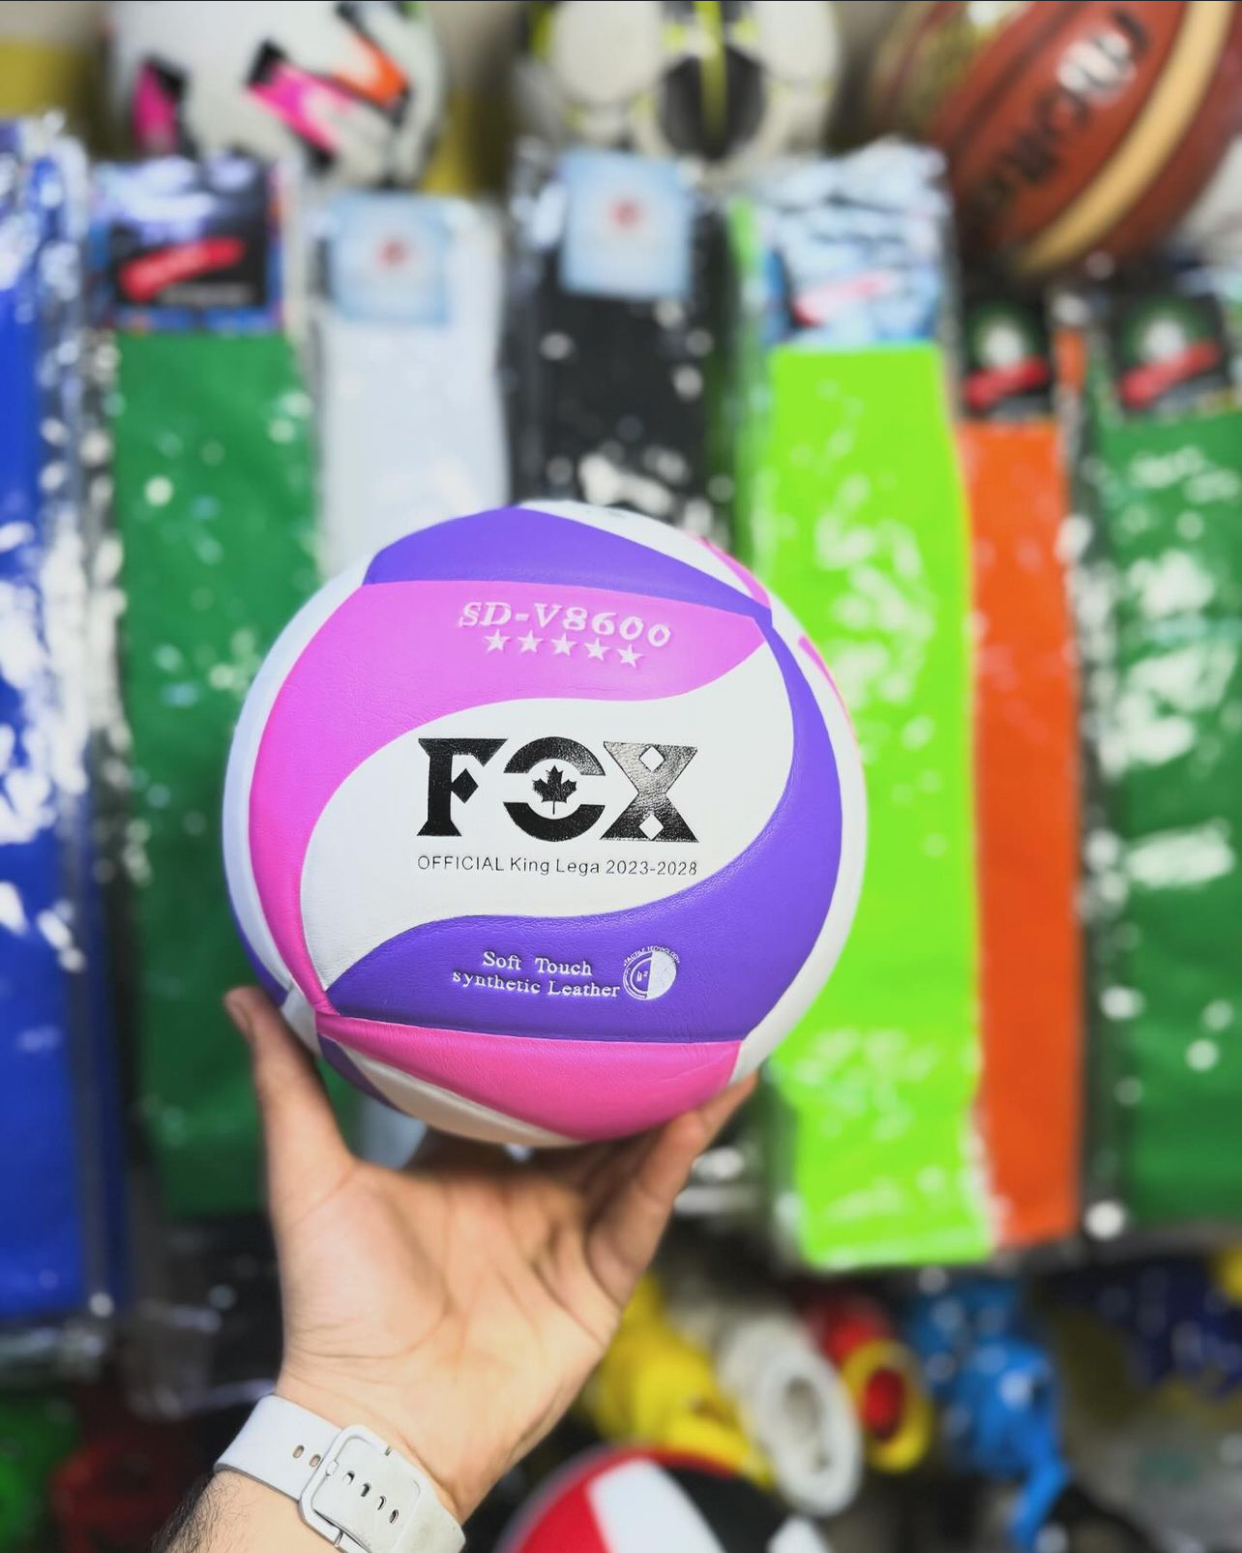 SD-V8600
FOX
OFFICIAL King Lega 2023-2028
Soft Touch
synthetic Leather